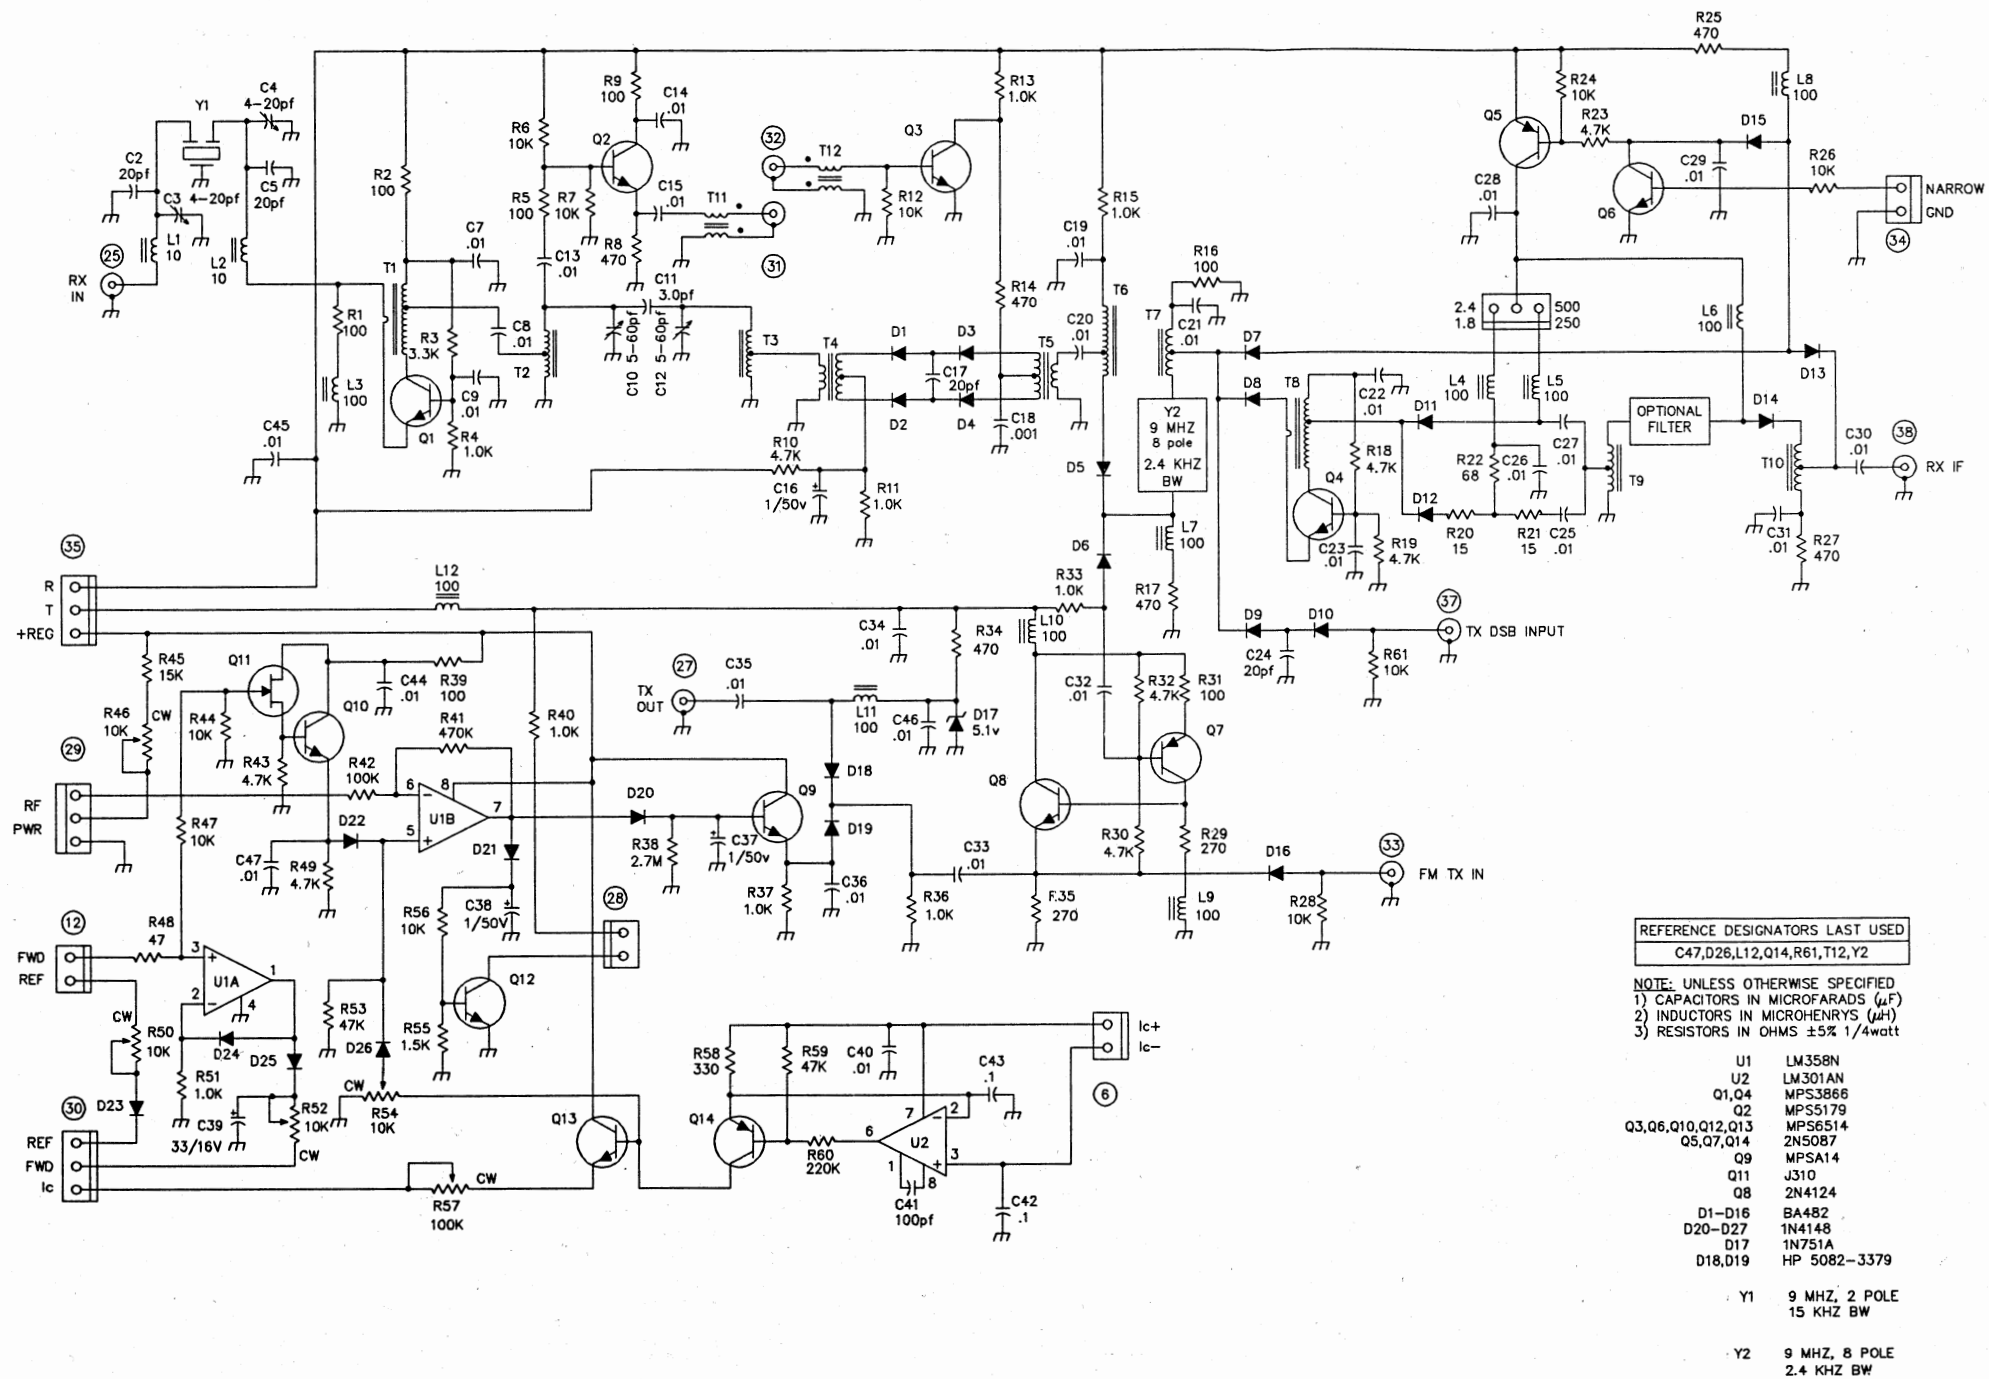 R25
470
C4
4-20pf
Y1
R9
100
C14
.01
R13
1.0K
R24
10K
L8
100
R6
10K
Q2
32
T12
Q3
Q5
R23
4.7K
D15
C2
20pf
R2
100
C5
20pf
C3
4-20pf
R5
100
R7
10K
C15
.01
T11
R12
10K
R15
1.0K
C28
.01
C29
.01
Q6
R26
10K
NARROW
GND
34
25
RX
IN
L1
10
L2
10
C7
.01
R8
470
31
C19
.01
R16
100
T1
C13
.01
C11
3.0pf
R14
470
T6
R1
100
R3
3.3K
C8
.01
T2
C10 5-60pf
C12 5-60pf
T3
T4
D1
D3
T5
C20
.01
T7
C21
.01
D7
2.4
1.8
500
250
L6
100
D13
L3
100
C9
.01
C17
20pf
D8
T8
C22
.01
L4
100
L5
100
Q1
R4
1.0K
D2
D4
C18
.001
Y2
9 MHZ
8 pole
2.4 KHZ
BW
D11
OPTIONAL
FILTER
D14
C45
.01
R10
4.7K
D5
R18
4.7K
R22
68
C26
.01
C27
.01
C30
.01
38
RX IF
C16
1/50v
R11
1.0K
Q4
D12
T9
T10
L7
100
R20
15
R21
15
C25
.01
35
D6
C23
.01
R19
4.7K
C31
.01
R27
470
R
T
+REG
L12
100
R33
1.0K
R17
470
37
TX DSB INPUT
D9
D10
C34
.01
R34
470
L10
100
C24
20pf
R61
10K
R45
15K
Q11
C44
.01
R39
100
27
TX
OUT
C35
.01
C32
.01
R32
4.7K
R31
100
R46
10K
CW
R44
10K
Q10
R41
470K
R40
1.0K
L11
100
C46
.01
D17
5.1v
Q7
29
RF
PWR
R43
4.7K
R42
100K
6
8
7
5
U1B
D20
Q9
D18
Q8
R47
10K
D22
D21
D19
C47
.01
R49
4.7K
R38
2.7M
C37
1/50v
R30
4.7K
R29
270
33
FM TX IN
C33
.01
D16
28
R37
1.0K
C36
.01
R36
1.0K
R35
270
L9
100
R28
10K
12
FWD
REF
R48
47
R56
10K
C38
1/50V
3
2
1
4
U1A
Q12
R53
47K
R55
1.5K
CW
R50
10K
D24
D25
D26
R58
330
R59
47K
C40
.01
C43
.1
Ic+
Ic-
6
R51
1.0K
C39
33/16V
R52
10K
CW
CW
R54
10K
30
D23
REF
FWD
Ic
Q13
Q14
R60
220K
7
2
6
3
1
8
U2
CW
R57
100K
C41
100pf
C42
.1
REFERENCE DESIGNATORS LAST USED
C47,D26,L12,Q14,R61,T12,Y2
NOTE: UNLESS OTHERWISE SPECIFIED
1) CAPACITORS IN MICROFARADS (μF)
2) INDUCTORS IN MICROHENRYS (μH)
3) RESISTORS IN OHMS ±5% 1/4watt
U1 LM358N
U2 LM301AN
Q1,Q4 MPS3866
Q2 MPS5179
Q3,Q6,Q10,Q12,Q13 MPS6514
Q5,Q7,Q14 2N5087
Q9 MPSA14
Q11 J310
Q8 2N4124
D1-D16 BA482
D20-D27 1N4148
D17 1N751A
D18,D19 HP 5082-3379
Y1 9 MHZ, 2 POLE
15 KHZ BW
Y2 9 MHZ, 8 POLE
2.4 KHZ BW